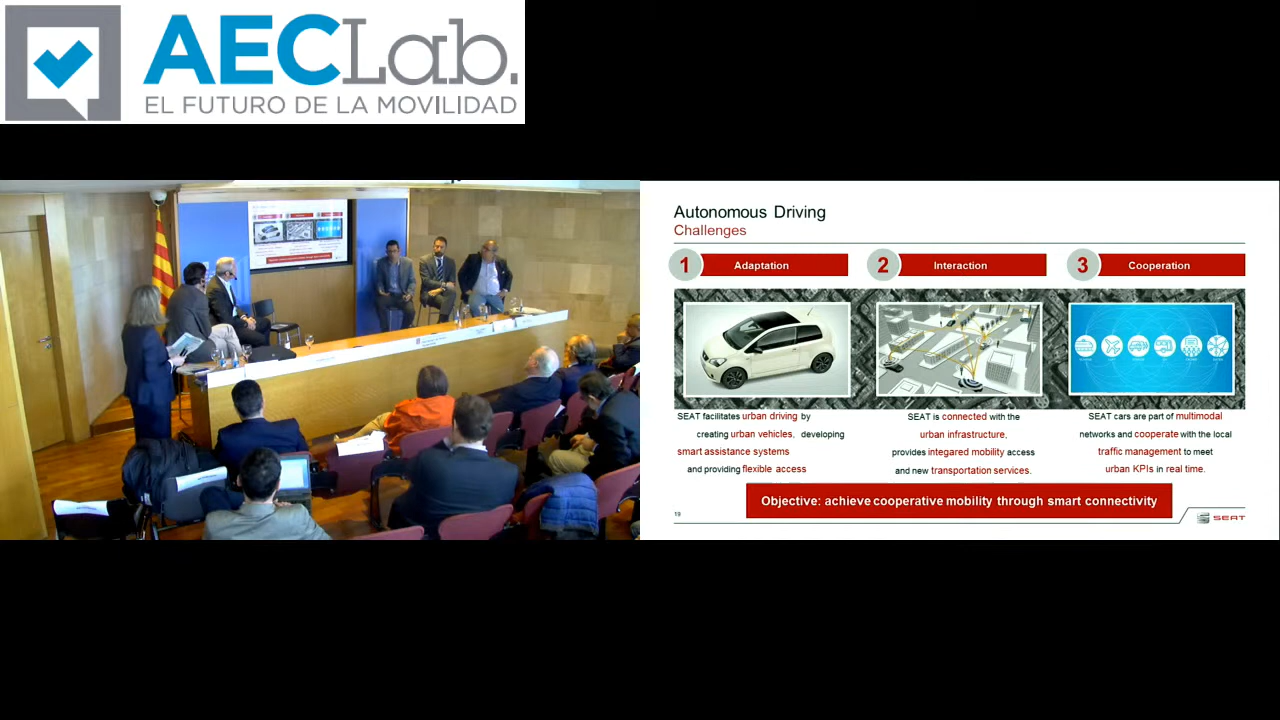 AECLab.
EL FUTURO DE LA MOVILIDAD
Autonomous Driving
Challenges
1 Adaptation
2 Interaction
3 Cooperation
SEAT facilitates urban driving by
creating urban vehicles, developing
smart assistance systems
and providing flexible access
SEAT is connected with the
urban infrastructure,
provides integared mobility access
and new transportation services.
SEAT cars are part of multimodal
networks and cooperate with the local
traffic management to meet
urban KPIs in real time.
Objective: achieve cooperative mobility through smart connectivity
19
SEAT